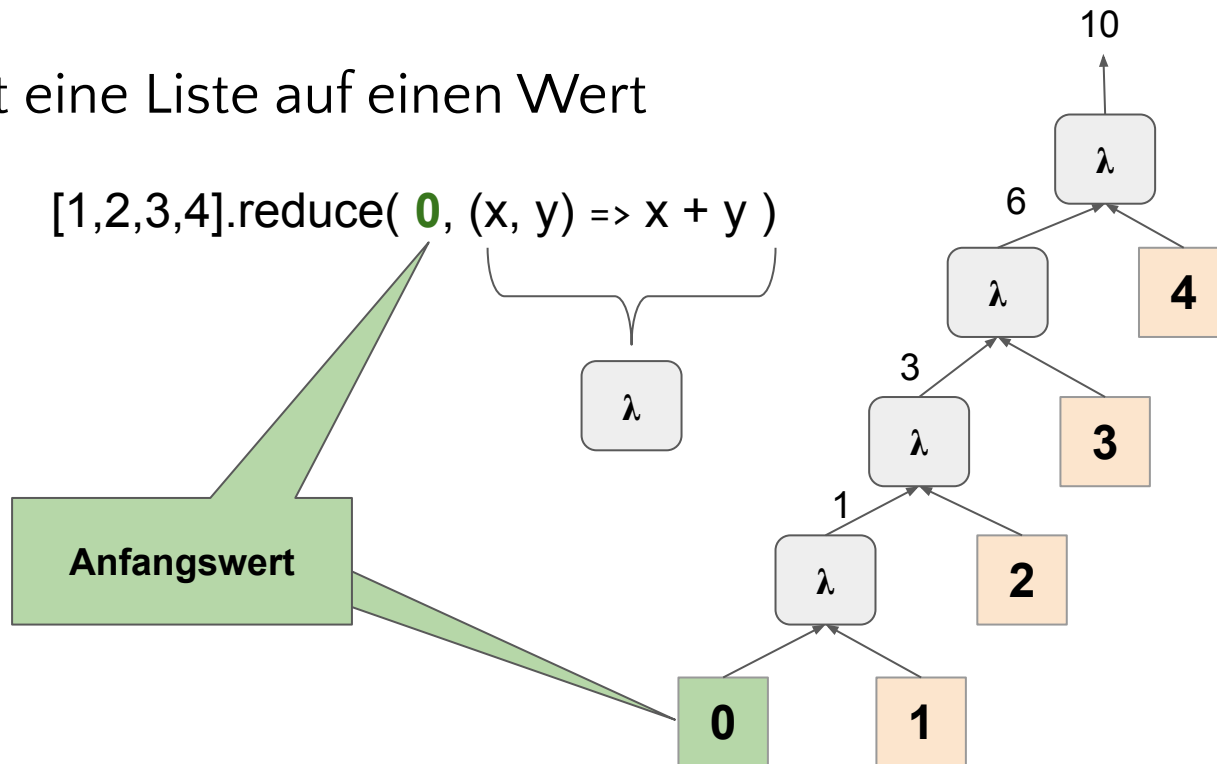 10
t eine Liste auf einen Wert
λ
[1,2,3,4].reduce( 0, (x, y) => x + y )
6
λ
4
3
λ
λ
3
1
Anfangswert
λ
2
0
1